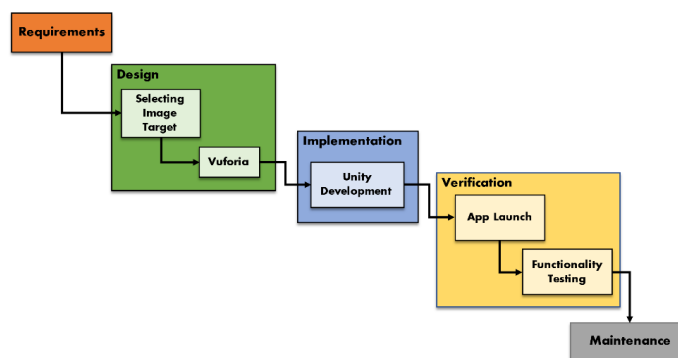 Requirements
Design
Selecting
Image
Target
Vuforia
Implementation
Unity
Development
Verification
App Launch
Functionality
Testing
Maintenance